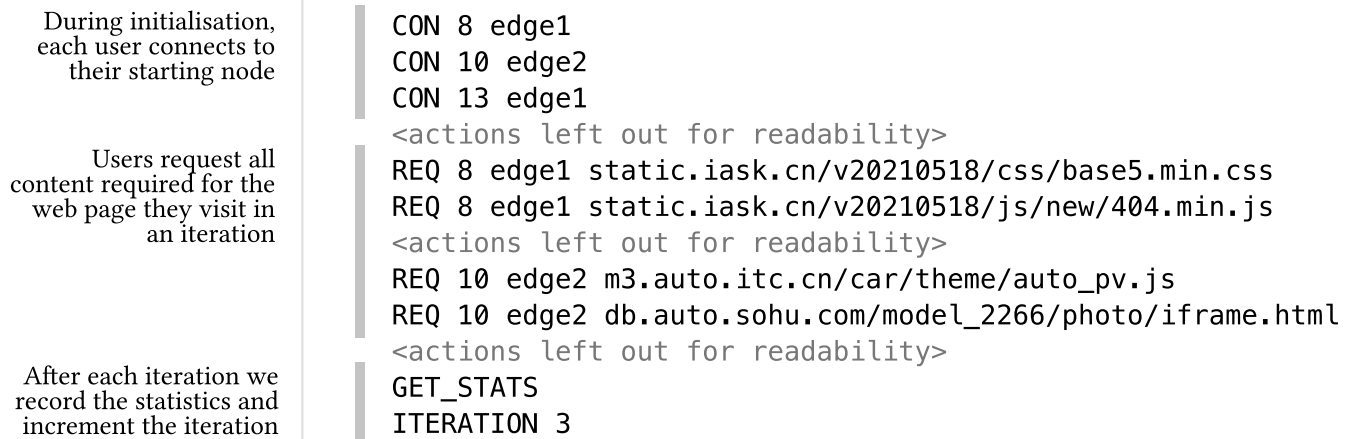 During initialisation,
each user connects to
their starting node
CON 8 edge1
CON 10 edge2
CON 13 edge1
<actions left out for readability>
Users request all
content required for the
web page they visit in
an iteration
REQ 8 edge1 static.iask.cn/v20210518/css/base5.min.css
REQ 8 edge1 static.iask.cn/v20210518/js/new/404.min.js
<actions left out for readability>
REQ 10 edge2 m3.auto.itc.cn/car/theme/auto_pv.js
REQ 10 edge2 db.auto.sohu.com/model_2266/photo/iframe.html
<actions left out for readability>
After each iteration we
record the statistics and
increment the iteration
GET_STATS
ITERATION 3